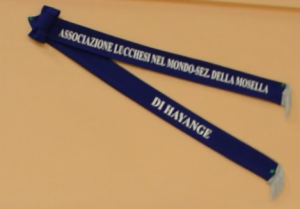 ASSOCIAZIONE LUCCHESI NEL MONDO-SEZ. DELLA MOSELLA
DI HAYANGE